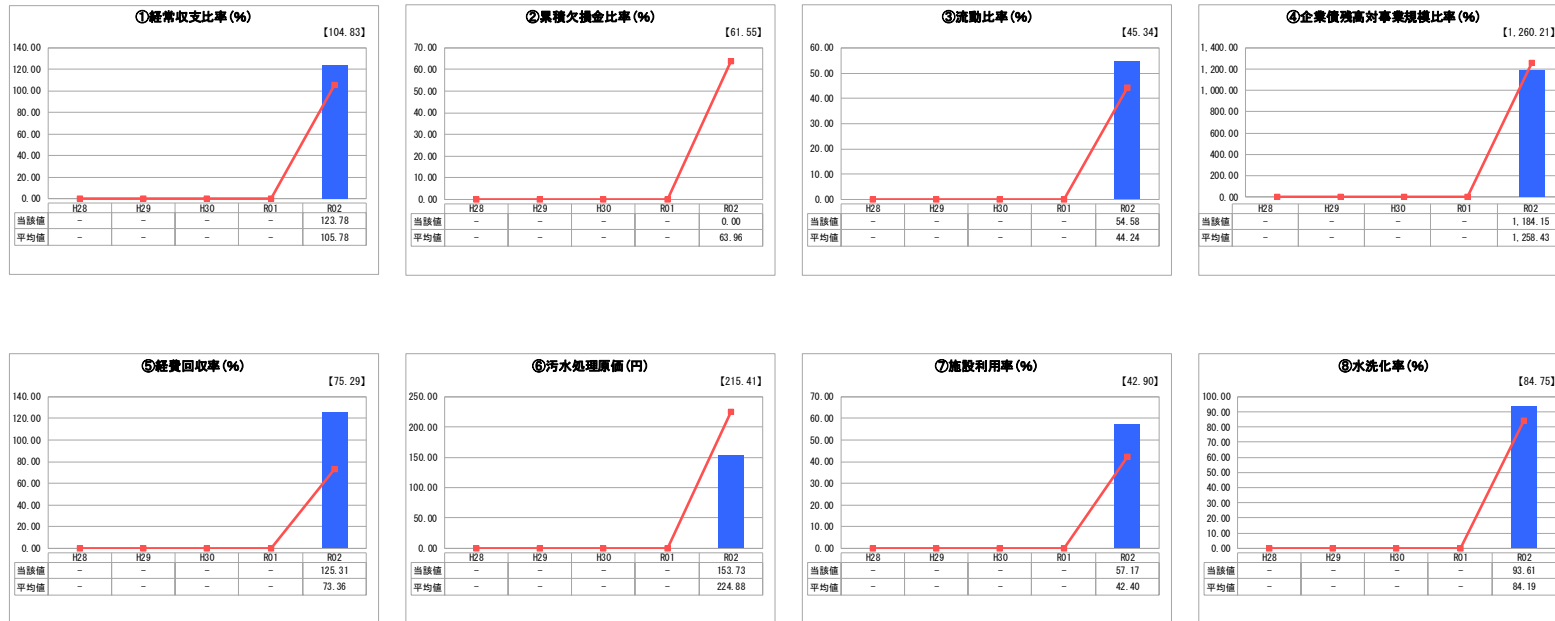 ①経常収支比率(%)
【104.83】
140.00
120.00
100.00
80.00
60.00
40.00
20.00
0.00
H28 H29 H30 R01 R02
当該値 － － － － 123.78
平均値 － － － － 105.78
②累積欠損金比率(%)
【61.55】
70.00
60.00
50.00
40.00
30.00
20.00
10.00
0.00
H28 H29 H30 R01 R02
当該値 － － － － 0.00
平均値 － － － － 63.96
③流動比率(%)
【45.34】
60.00
50.00
40.00
30.00
20.00
10.00
0.00
H28 H29 H30 R01 R02
当該値 － － － － 54.58
平均値 － － － － 44.24
④企業債残高対事業規模比率(%)
【1,260.21】
1,400.00
1,200.00
1,000.00
800.00
600.00
400.00
200.00
0.00
H28 H29 H30 R01 R02
当該値 － － － － 1,184.15
平均値 － － － － 1,258.43
⑤経費回収率(%)
【75.29】
140.00
120.00
100.00
80.00
60.00
40.00
20.00
0.00
H28 H29 H30 R01 R02
当該値 － － － － 125.31
平均値 － － － － 73.36
⑥汚水処理原価(円)
【215.41】
250.00
200.00
150.00
100.00
50.00
0.00
H28 H29 H30 R01 R02
当該値 － － － － 153.73
平均値 － － － － 224.88
⑦施設利用率(%)
【42.90】
70.00
60.00
50.00
40.00
30.00
20.00
10.00
0.00
H28 H29 H30 R01 R02
当該値 － － － － 57.17
平均値 － － － － 42.40
⑧水洗化率(%)
【84.75】
100.00
90.00
80.00
70.00
60.00
50.00
40.00
30.00
20.00
10.00
0.00
H28 H29 H30 R01 R02
当該値 － － － － 93.61
平均値 － － － － 84.19